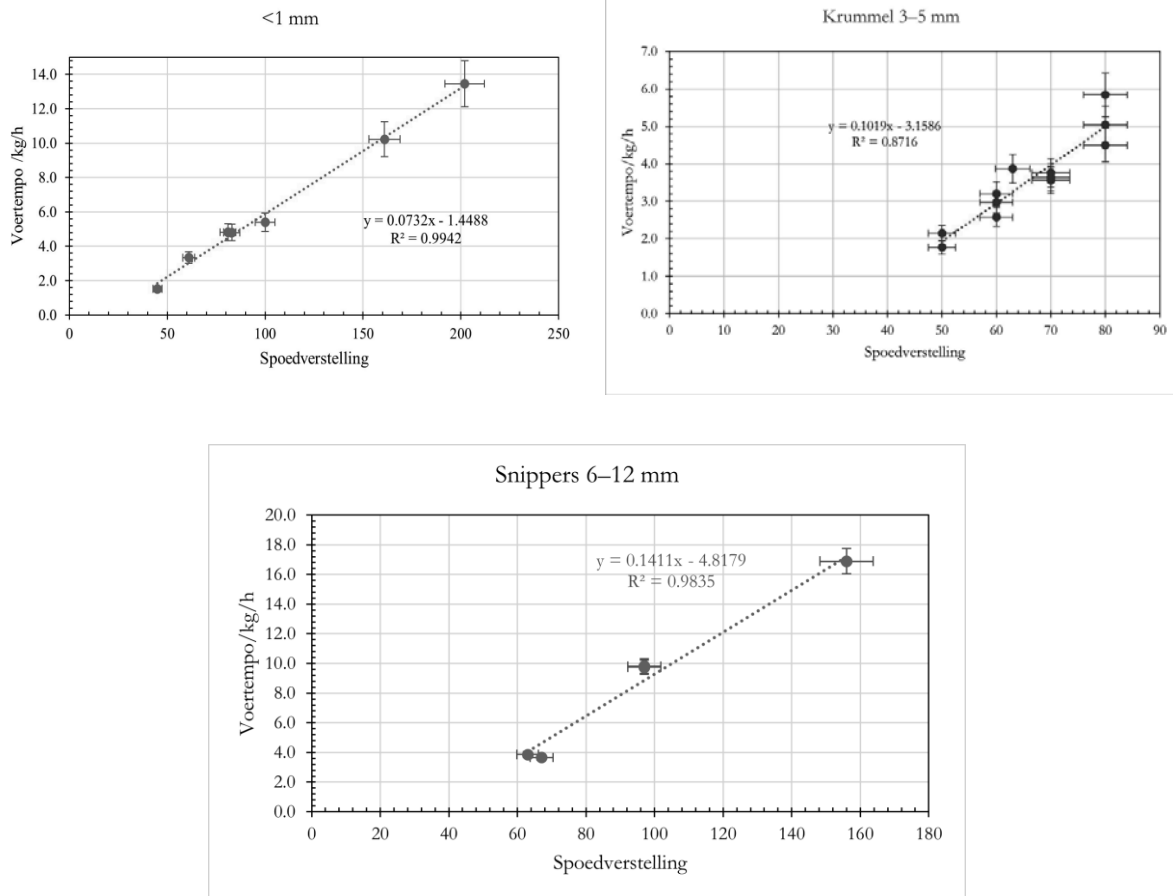 <1 mm
14.0
12.0
10.0
8.0
6.0
4.0
2.0
0.0
Voertempo /kg/h
y = 0.0732x - 1.4488
R² = 0.9942
0 50 100 150 200 250
Spoedverstelling
Krummel 3–5 mm
7.0
6.0
5.0
4.0
3.0
2.0
1.0
0.0
Voertempo/kg/h
y = 0.1019x - 3.1586
R² = 0.8716
0 10 20 30 40 50 60 70 80 90
Spoedverstelling
Snippers 6–12 mm
20.0
18.0
16.0
14.0
12.0
10.0
8.0
6.0
4.0
2.0
0.0
Voertempo/kg/h
y = 0.1411x - 4.8179
R² = 0.9835
0 20 40 60 80 100 120 140 160 180
Spoedverstelling